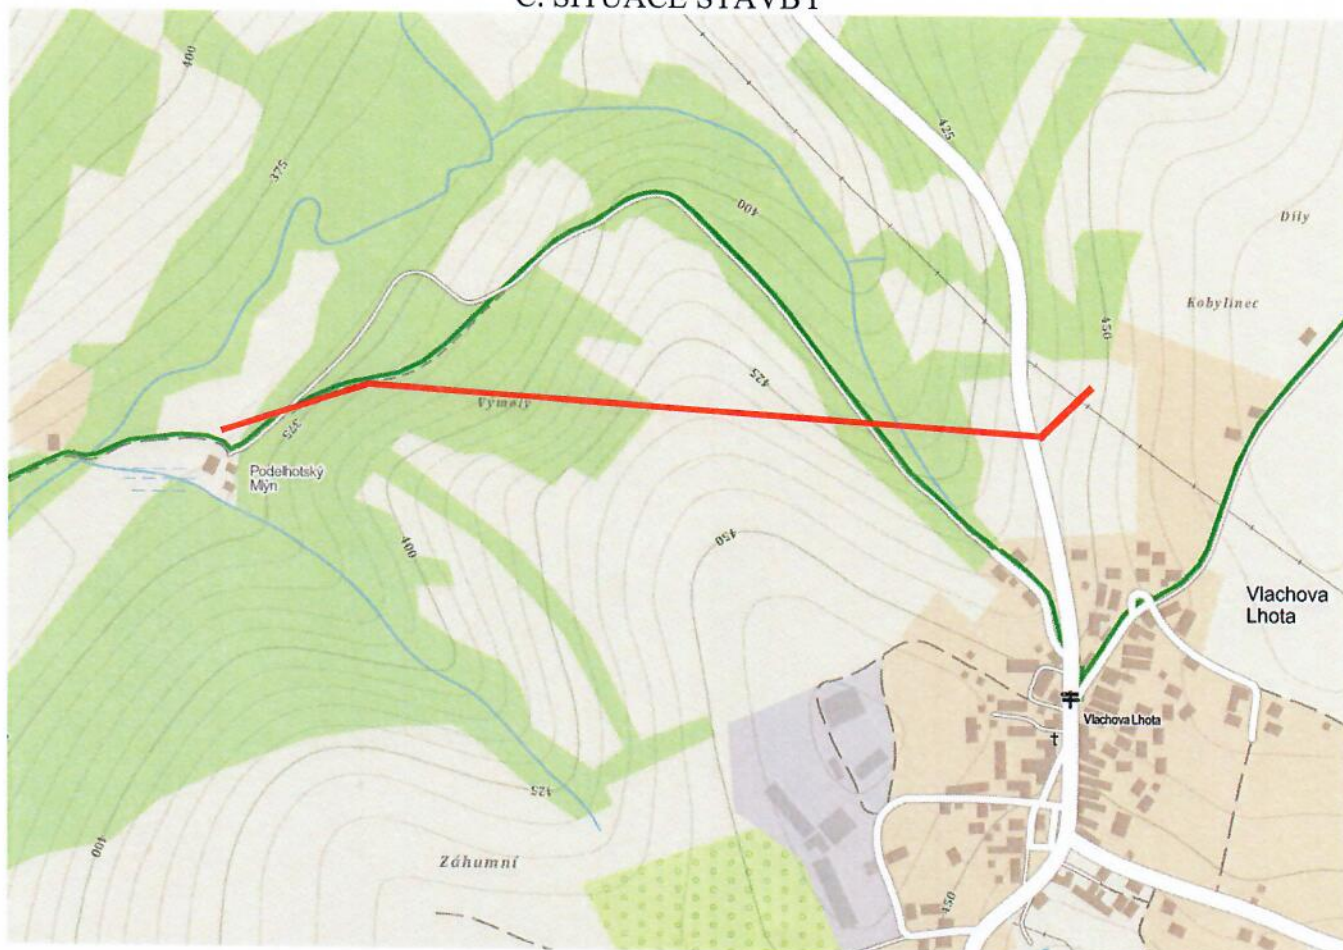 C. SITUACE STAVBY
400
425
375
400
Díly
Kobylinec
450
425
Výmoly
375
Podelhotský
Mlýn
400
450
Vlachova
Lhota
Vlachova Lhota
425
400
Záhumní
450